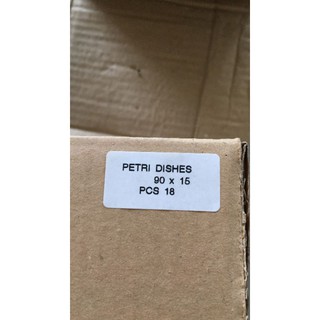 PETRI DISHES
90 x 15
PCS 18